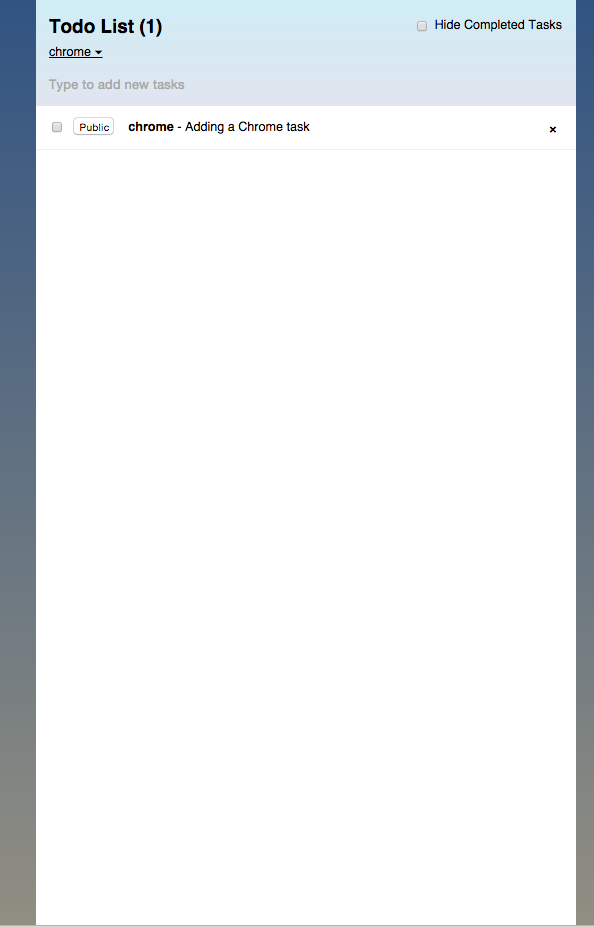 Todo List (1)
Hide Completed Tasks
chrome
Type to add new tasks
Public chrome - Adding a Chrome task ×